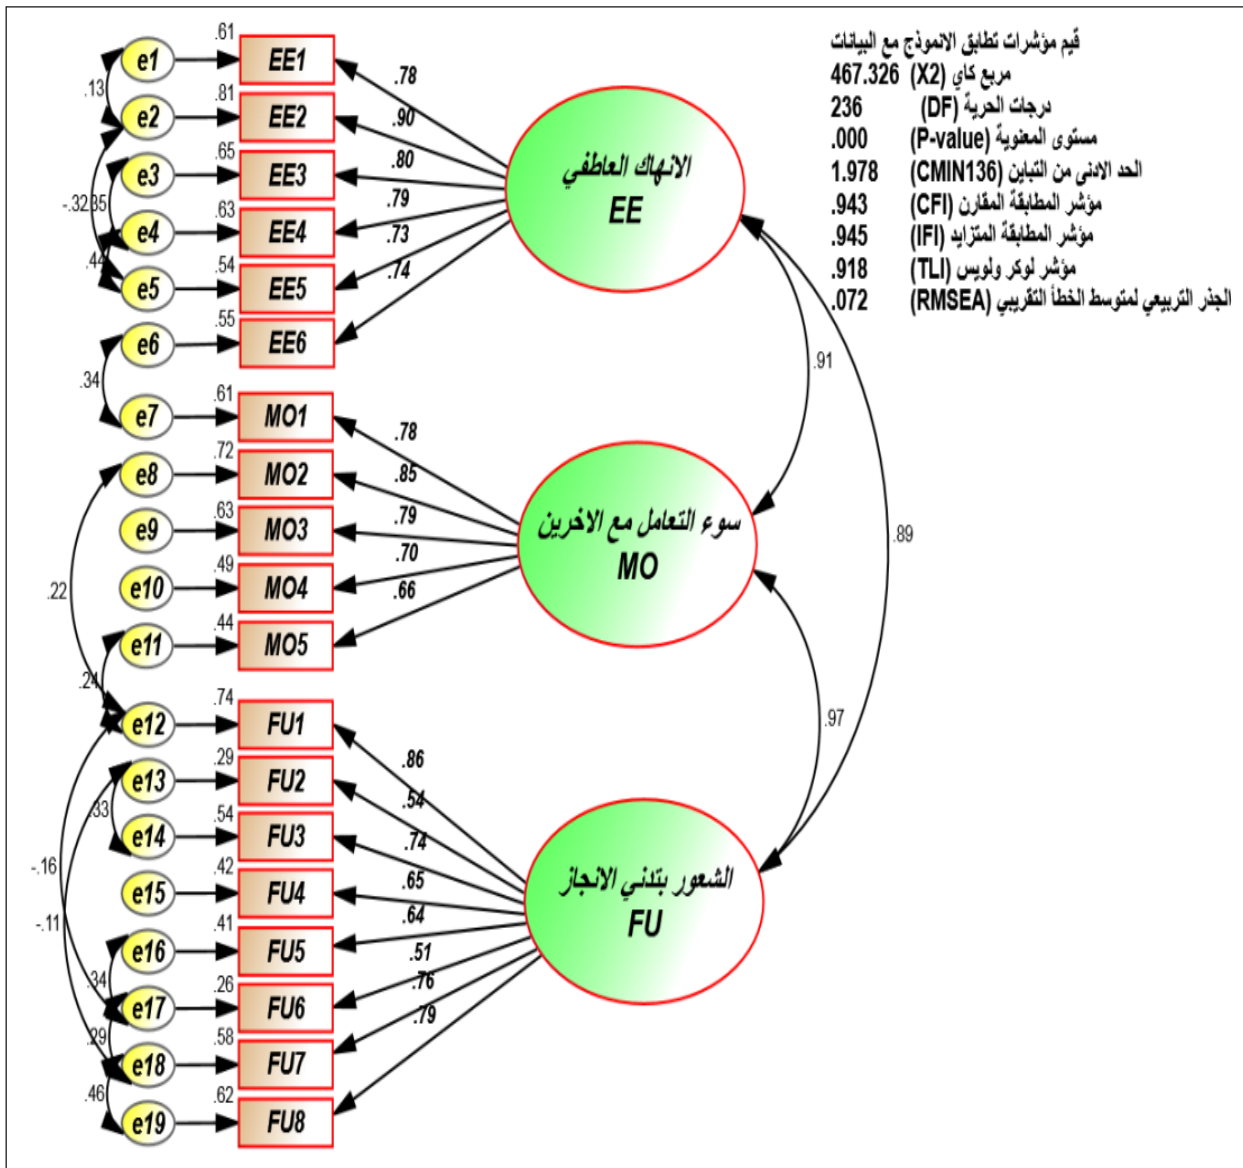 قيم مؤشرات تطابق الانموذج مع البيانات
مربع كاي (X2) 467.326
درجات الحرية (DF) 236
مستوى المعنوية (P-value) .000
الحد الادنى من التباين (CMIN136) 1.978
مؤشر المطابقة المقارن (CFI) .943
مؤشر المطابقة المتزايد (IFI) .945
مؤشر لوكر ولويس (TLI) .918
الجذر التربيعي لمتوسط الخطأ التقريبي (RMSEA) .072
e1 .61 EE1 .78
.13
e2 .81 EE2 .90
e3 .65 EE3 .80
-.32 .35
e4 .63 EE4 .79
.44
e5 .54 EE5 .73
e6 .55 EE6 .74
الانهاك العاطفي
EE
.34
.91
e7 .61 MO1 .78
e8 .72 MO2 .85
e9 .63 MO3 .79
e10 .49 MO4 .70
.22
e11 .44 MO5 .66
سوء التعامل مع الاخرين
MO
.89
.24
.97
e12 .74 FU1 .86
e13 .29 FU2 .54
.33
e14 .54 FU3 .74
-.16
e15 .42 FU4 .65
-.11
e16 .41 FU5 .64
.34
e17 .26 FU6 .51
.29
e18 .58 FU7 .76
.46
e19 .62 FU8 .79
الشعور بتدني الانجاز
FU